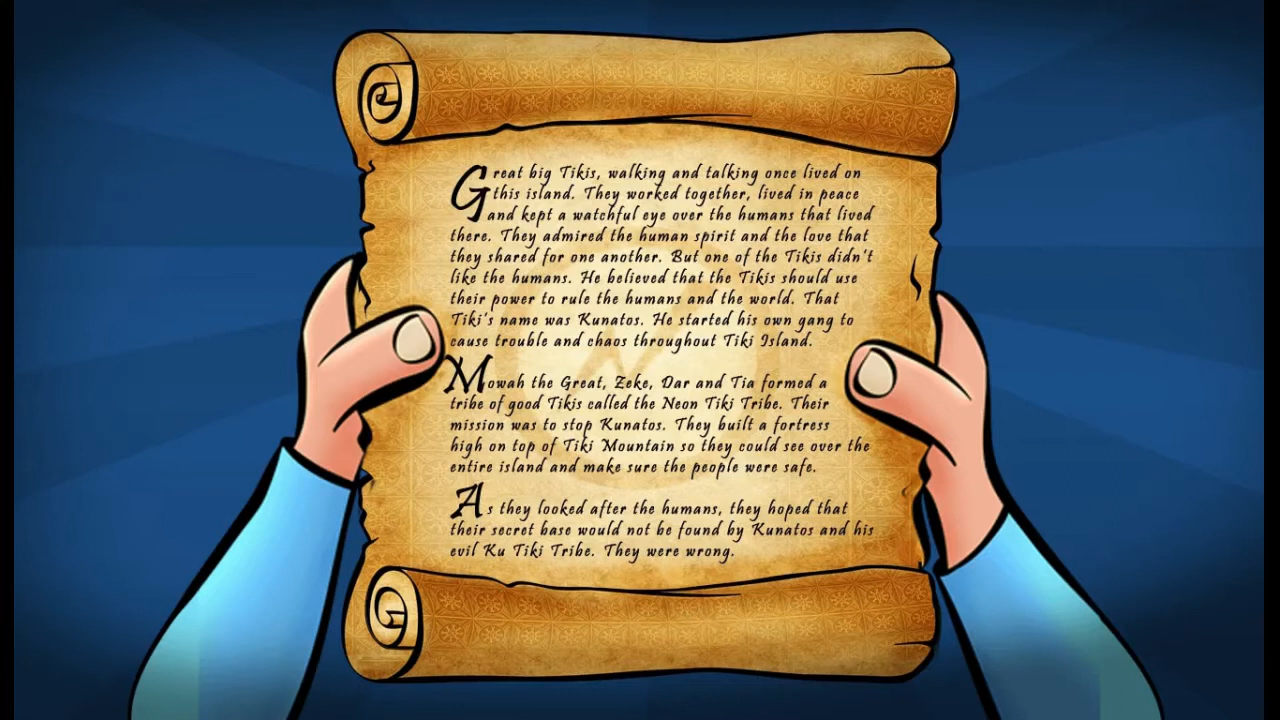 Great big Tikis, walking and talking once lived on
this island. They worked together, lived in peace
and kept a watchful eye over the humans that lived
there. They admired the human spirit and the love that
they shared for one another. But one of the Tikis didn't
like the humans. He believed that the Tikis should use
their power to rule the humans and the world. That
Tiki's name was Kunatos. He started his own gang to
cause trouble and chaos throughout Tiki Island.
Mowah the Great, Zeke, Dar and Tia formed a
tribe of good Tikis called the Neon Tiki Tribe. Their
mission was to stop Kunatos. They built a fortress
high on top of Tiki Mountain so they could see over the
entire island and make sure the people were safe.
As they looked after the humans, they hoped that
their secret base would not be found by Kunatos and his
evil Ku Tiki Tribe. They were wrong.